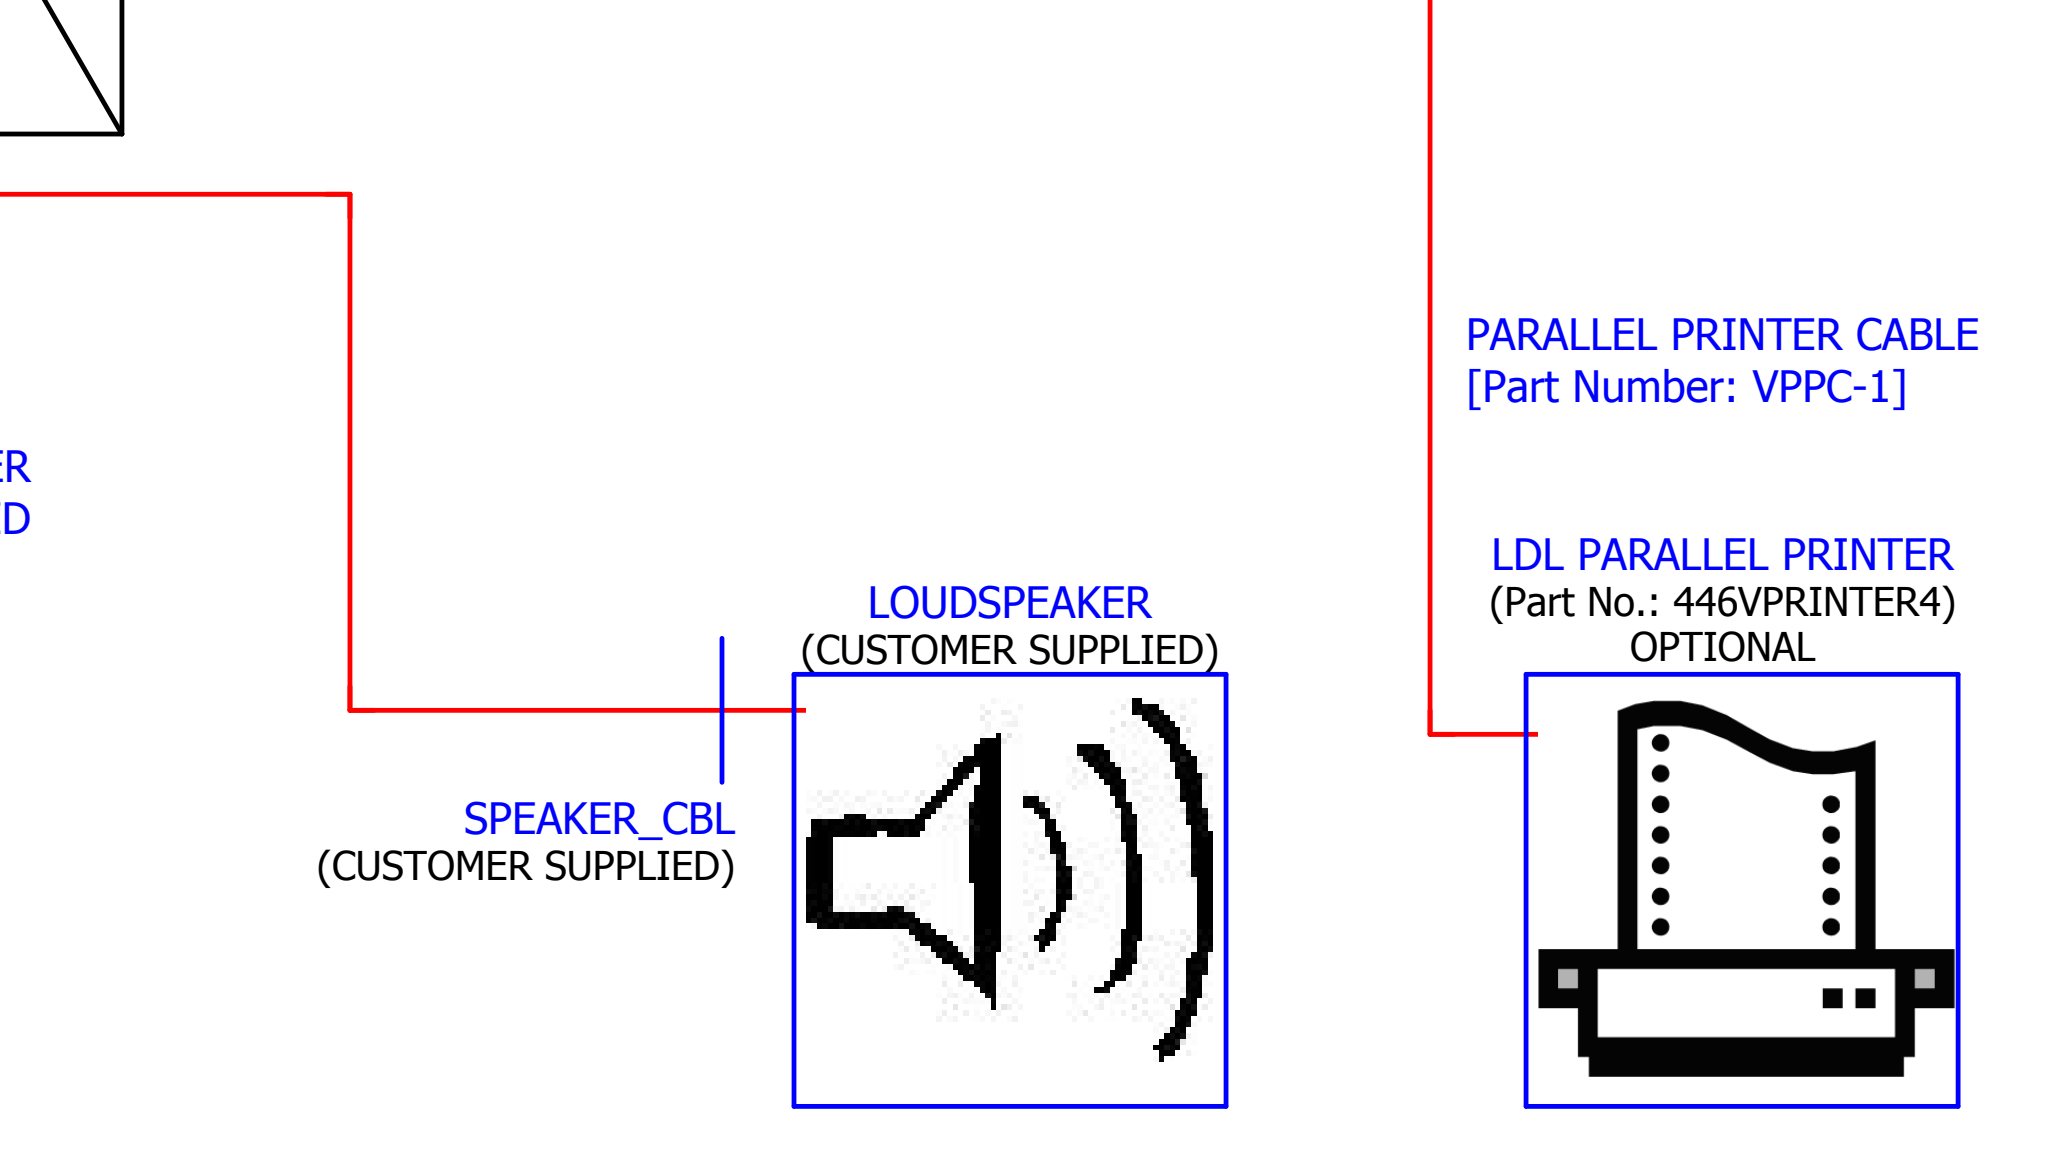 PARALLEL PRINTER CABLE
[Part Number: VPPC-1]
LDL PARALLEL PRINTER
(Part No.: 446VPRINTER4)
OPTIONAL
LOUDSPEAKER
(CUSTOMER SUPPLIED)
SPEAKER_CBL
(CUSTOMER SUPPLIED)